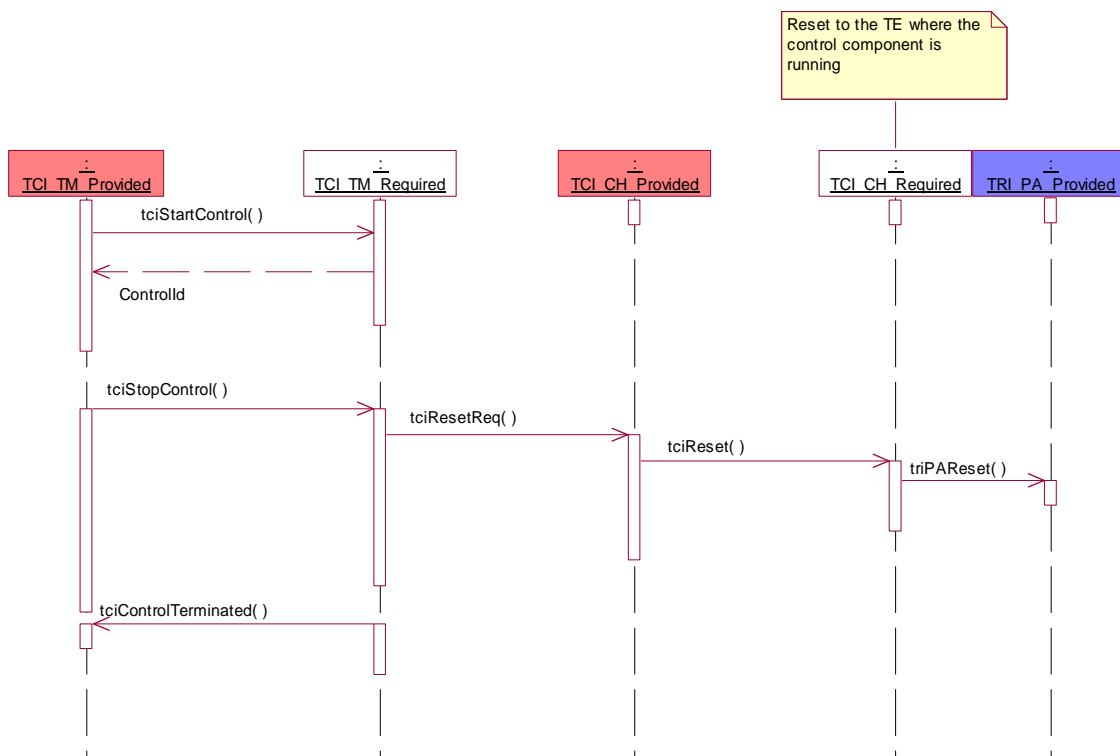 Reset to the TE where the
control component is
running
:
TCI_TM_Provided
:
TCI_TM_Required
:
TCI_CH_Provided
:
TCI_CH_Required
:
TRI_PA_Provided
tciStartControl( )
ControlId
tciStopControl( )
tciResetReq( )
tciReset( )
triPAReset( )
tciControlTerminated( )